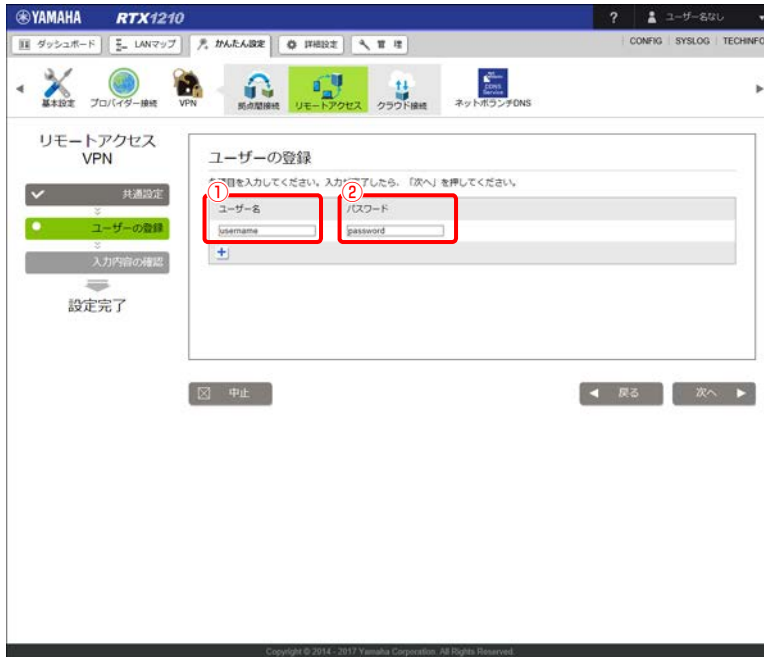 YAMAHA RTX1210 ? ユーザー名なし
ダッシュボード LANマップ かんたん設定 詳細設定 管 理 CONFIG SYSLOG TECHINFO
基本設定 プロバイダー接続 VPN 拠点間接続 リモートアクセス クラウド接続 ネットボランチDNS
リモートアクセス
VPN
共通設定
ユーザーの登録
入力内容の確認
設定完了
ユーザーの登録
項目を入力してください。入力が完了したら、「次へ」を押してください。
① ②
ユーザー名 パスワード
username password
+
中止 戻る 次へ
Copyright © 2014 - 2017 Yamaha Corporation. All Rights Reserved.